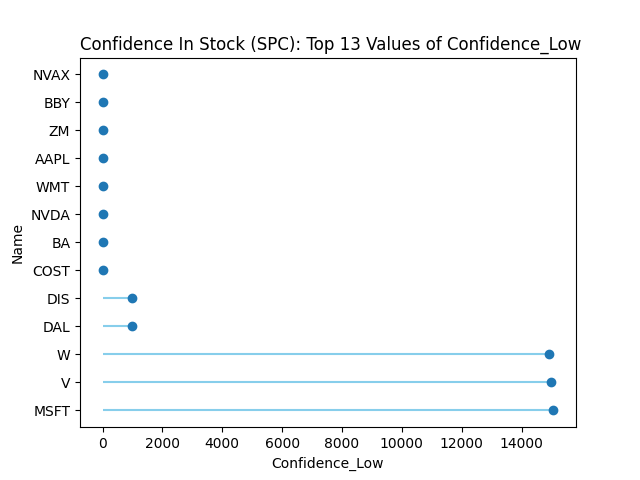 Confidence In Stock (SPC): Top 13 Values of Confidence_Low
NVAX
BBY
ZM
AAPL
WMT
NVDA
BA
COST
DIS
DAL
W
V
MSFT
Name
0 2000 4000 6000 8000 10000 12000 14000
Confidence_Low